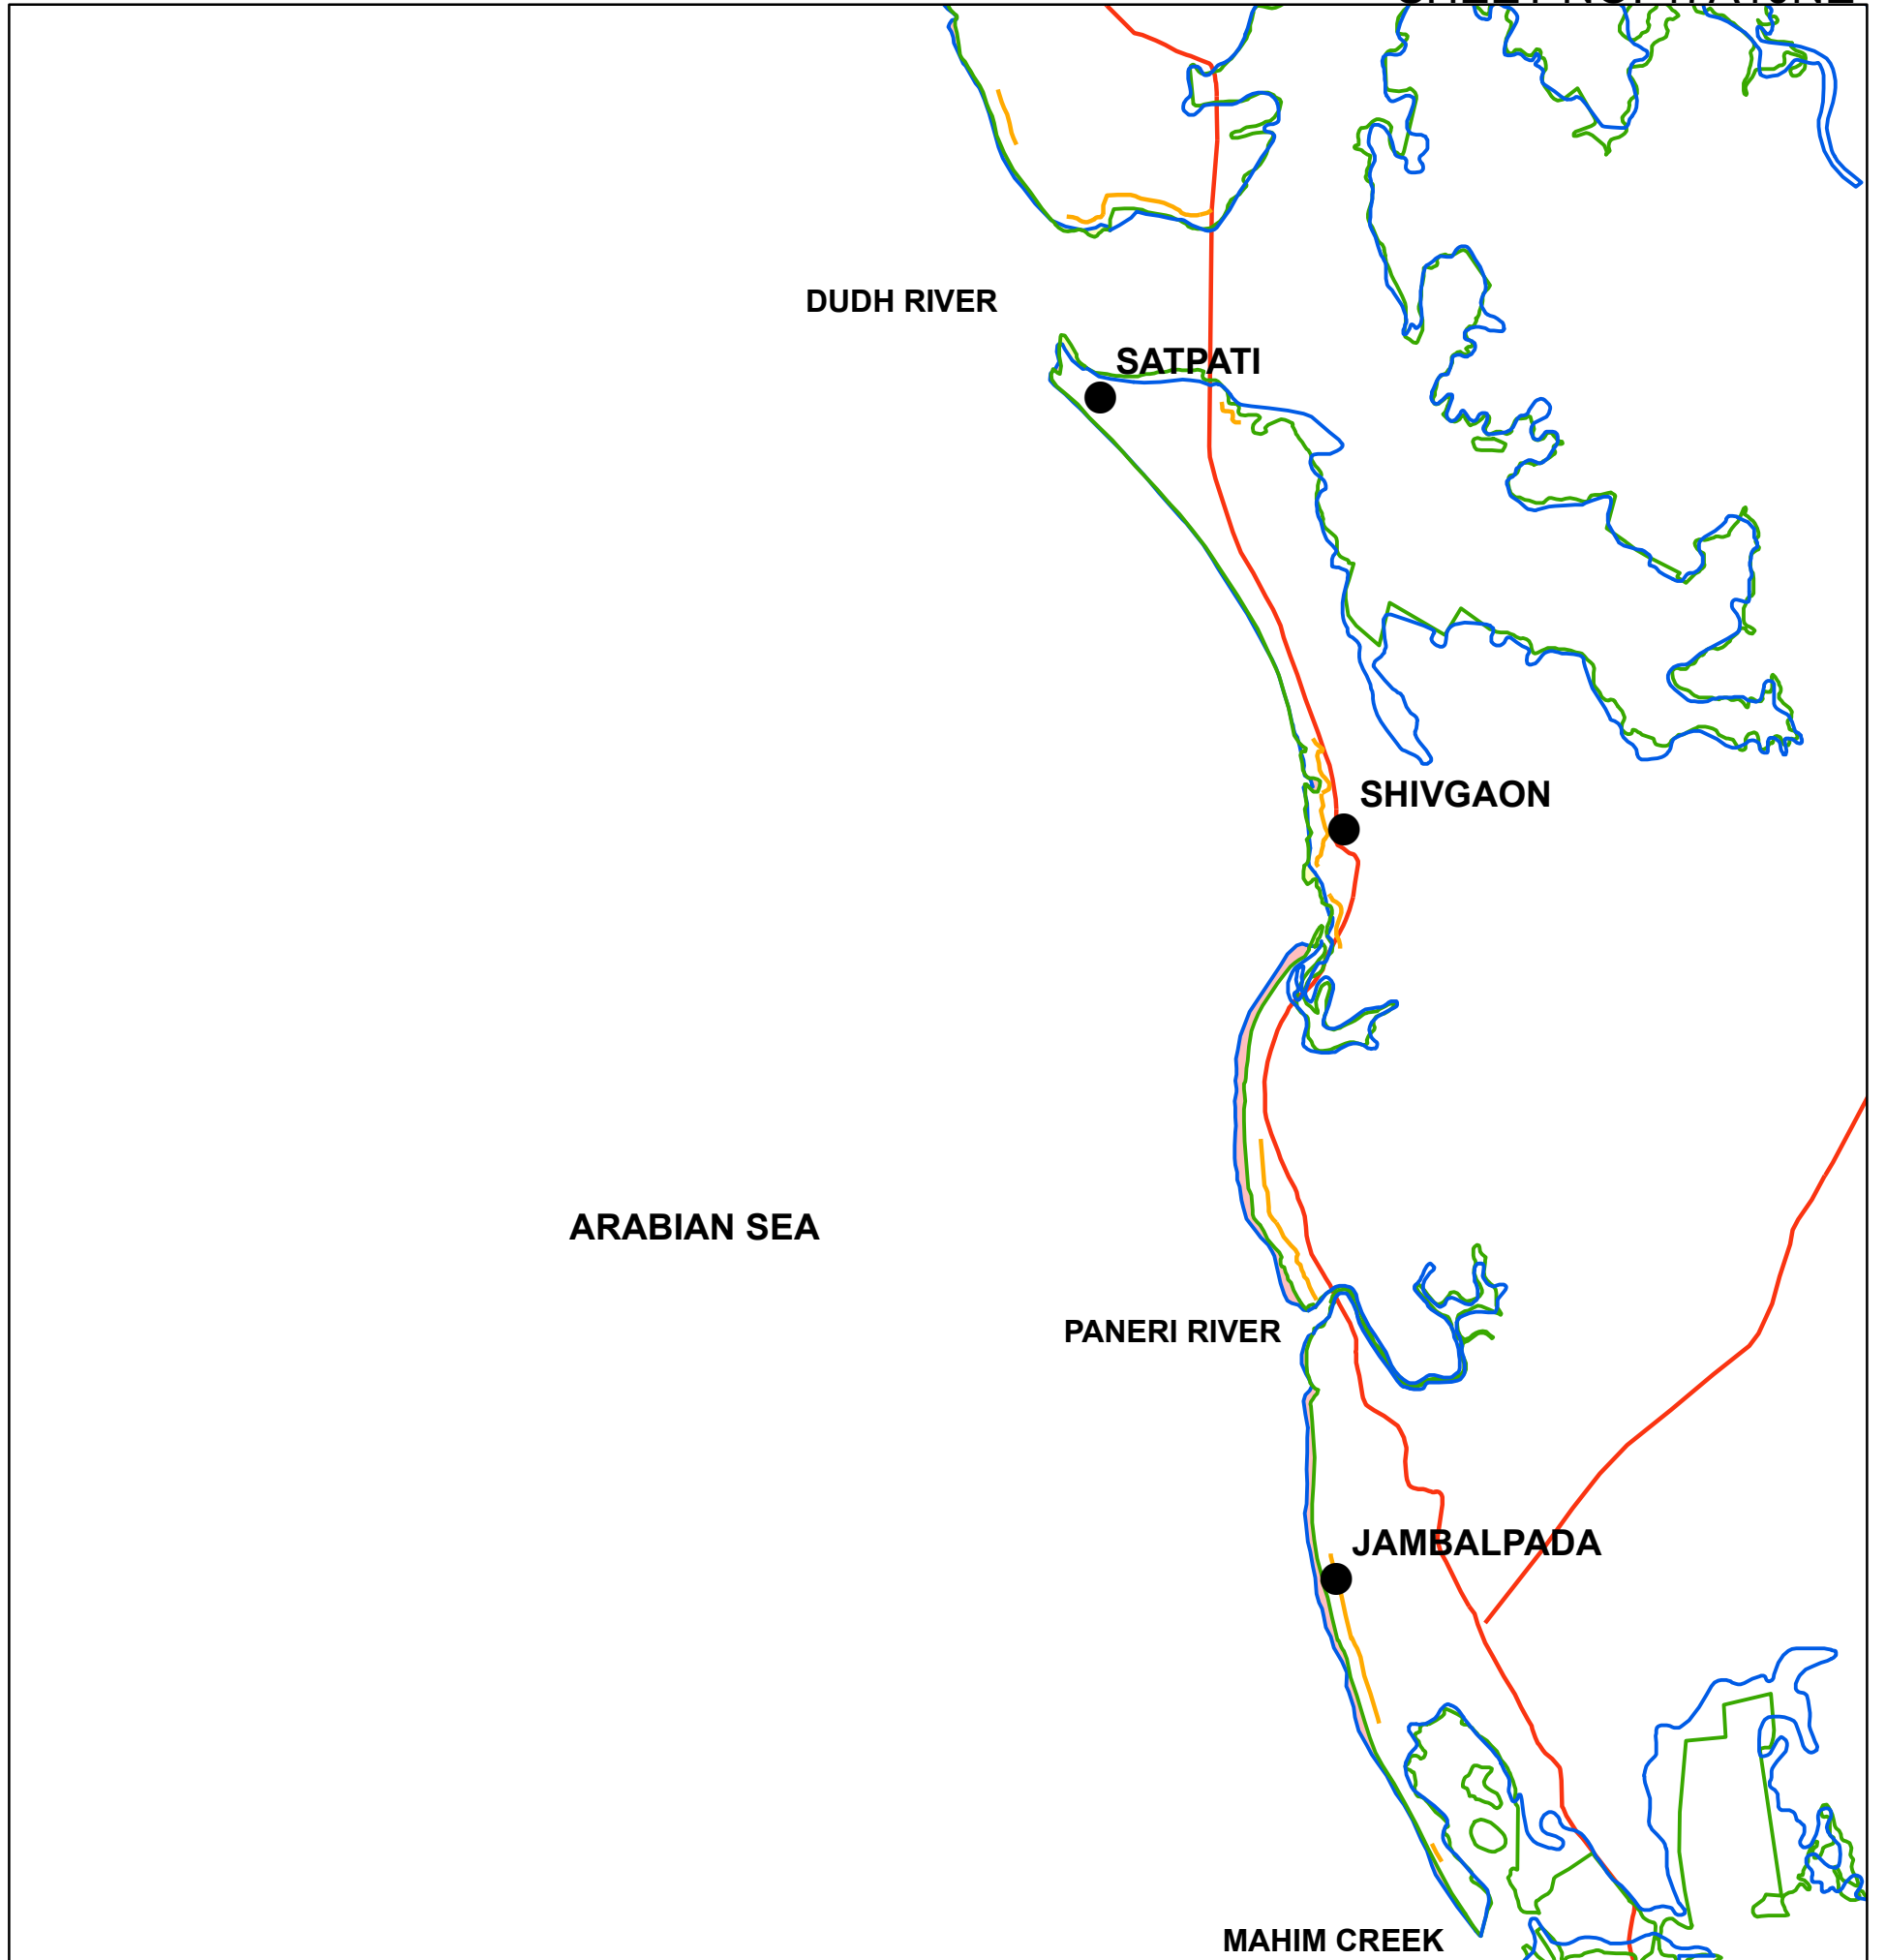 DUDH RIVER
SATPATI
SHIVGAON
ARABIAN SEA
PANERI RIVER
JAMBALPADA
MAHIM CREEK